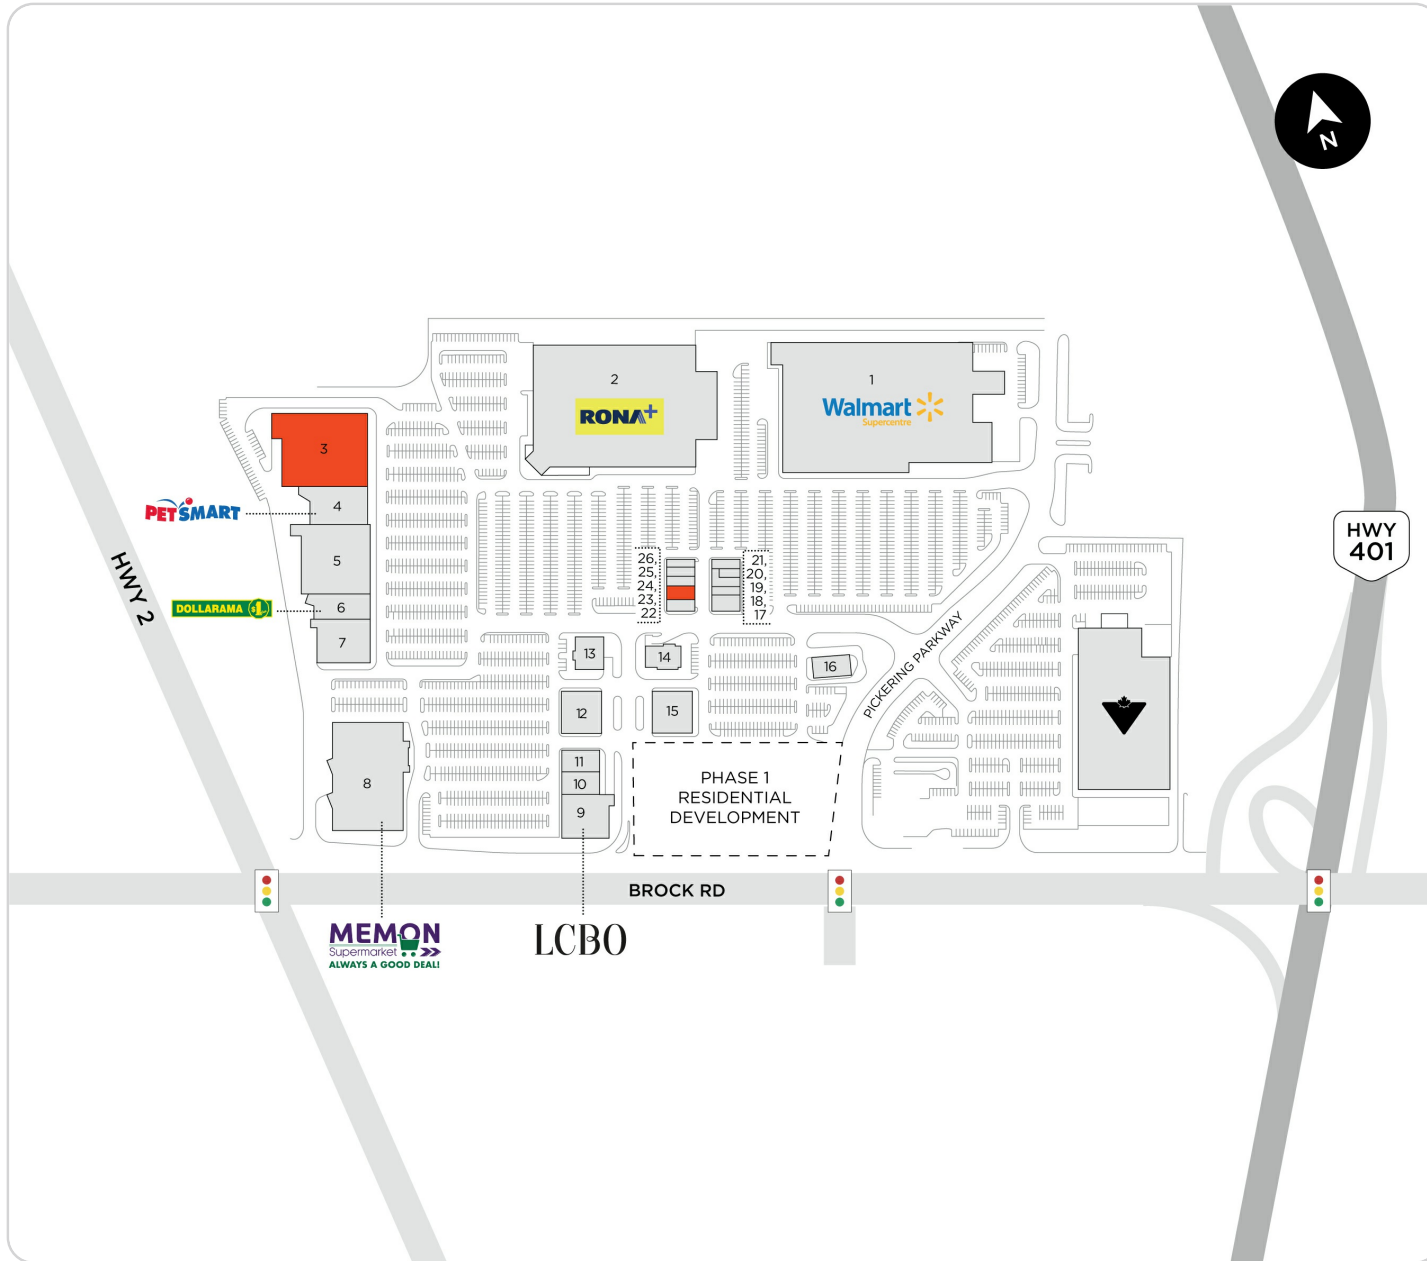 N
HWY
401
HWY 2
2
RONA+
1
Walmart
Supercentre
3
PETSMART
4
5
DOLLARAMA $1
6
7
26,
25,
24,
23,
22
21,
20,
19,
18,
17
PICKERING PARKWAY
13
14
16
12
15
11
10
9
8
PHASE 1
RESIDENTIAL
DEVELOPMENT
BROCK RD
MEMON
Supermarket
ALWAYS A GOOD DEAL!
LCBO